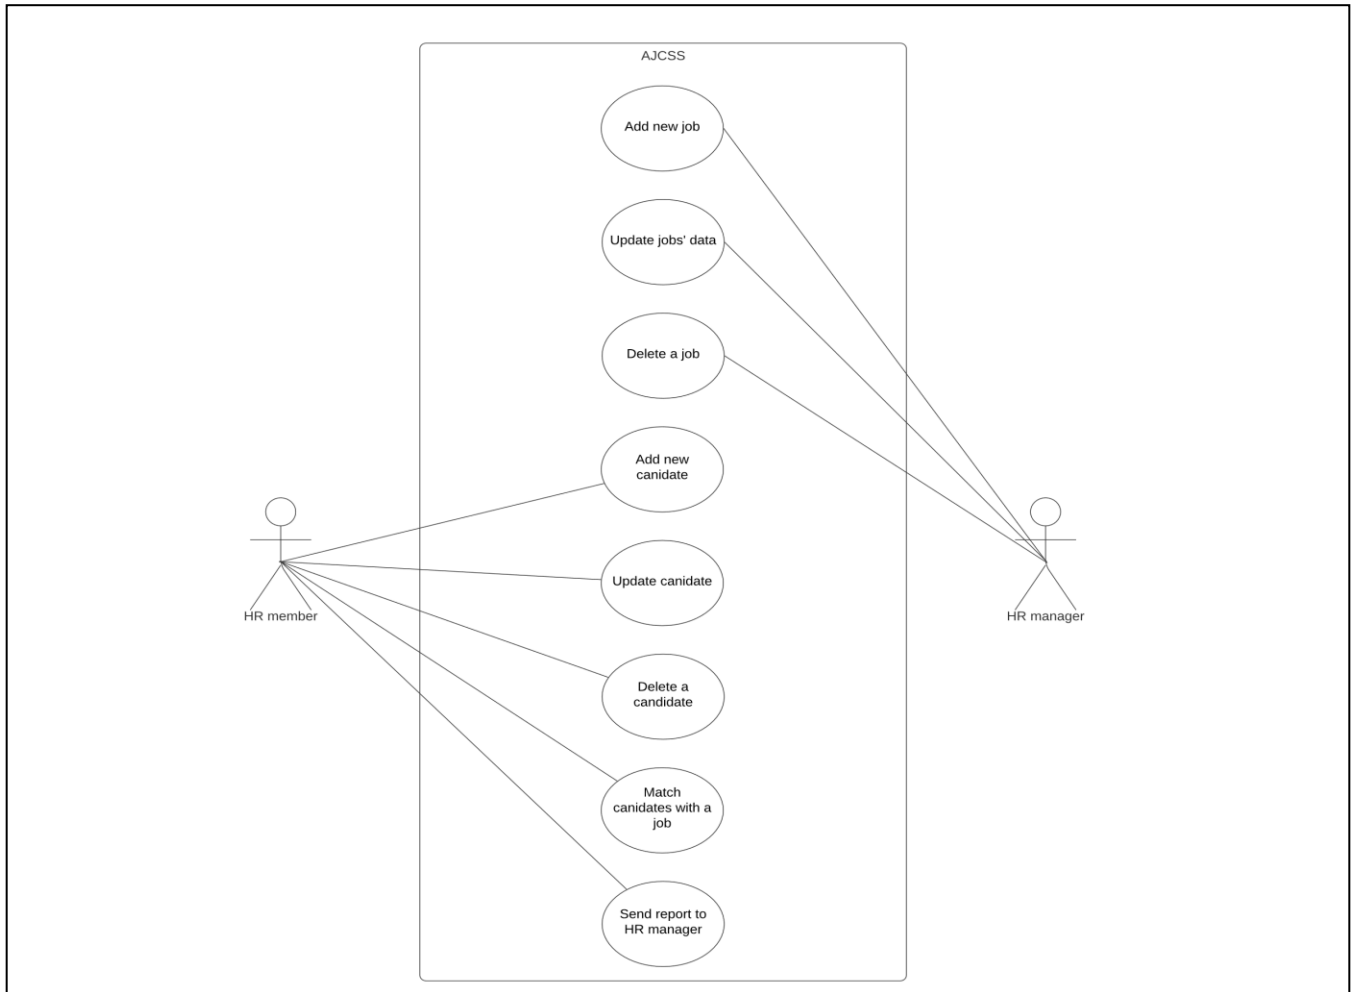 AJCSS
Add new job
Update jobs' data
Delete a job
Add new
canidate
Update canidate
HR member
HR manager
Delete a
candidate
Match
canidates with a
job
Send report to
HR manager